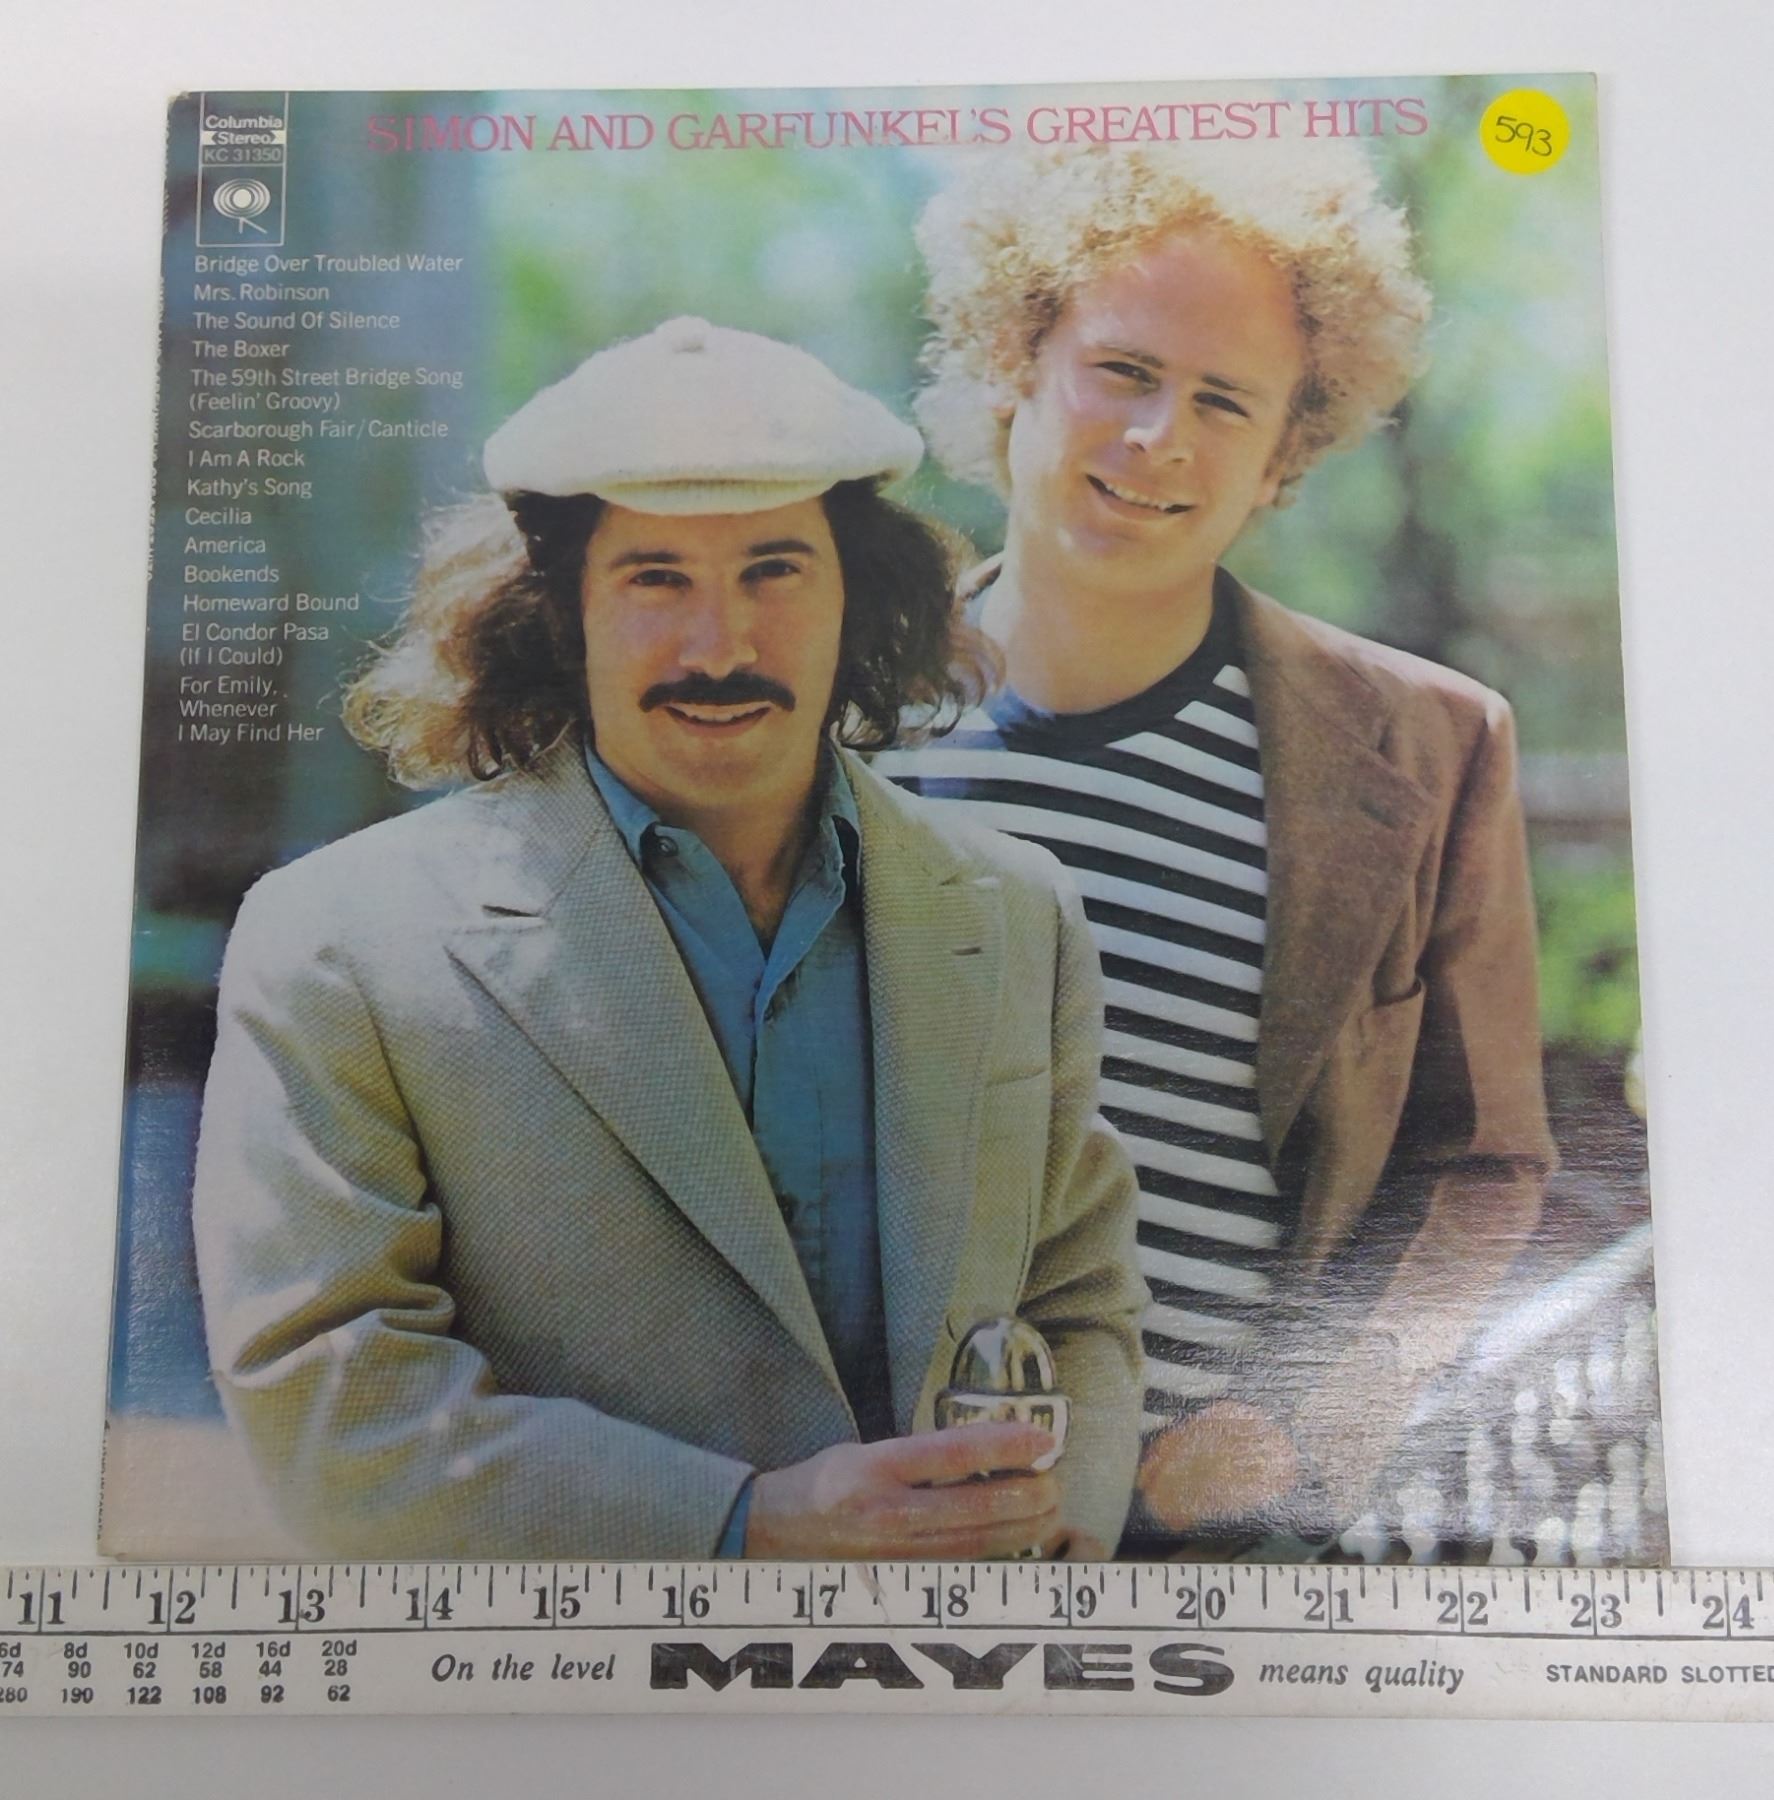 Columbia
Stereo
KC 31350
SIMON AND GARFUNKEL'S GREATEST HITS
593
Bridge Over Troubled Water
Mrs. Robinson
The Sound Of Silence
The Boxer
The 59th Street Bridge Song
(Feelin' Groovy)
Scarborough Fair/Canticle
I Am A Rock
Kathy's Song
Cecilia
America
Bookends
Homeward Bound
El Condor Pasa
(If I Could)
For Emily,
Whenever
I May Find Her
11 12 13 14 15 16 17 18 19 20 21 22 23 24
6d 8d 10d 12d 16d 20d
74 90 62 58 44 28
280 190 122 108 92 62
On the level MAYES means quality STANDARD SLOTTED